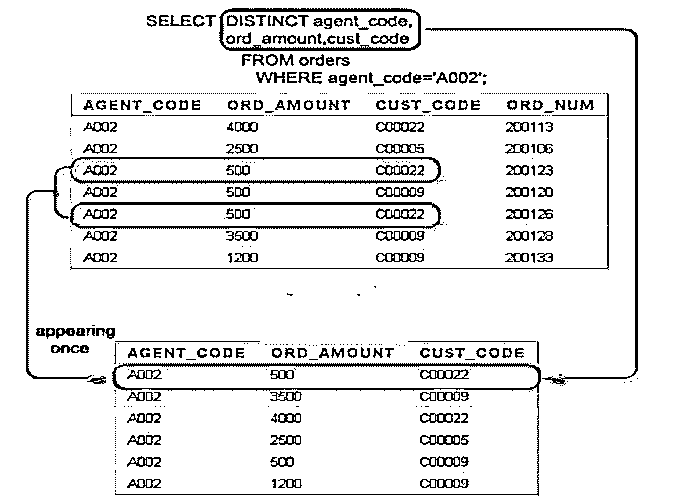 SELECT DISTINCT agent_code,
ord_amount,cust_code
FROM orders
WHERE agent_code='A002';
AGENT_CODE ORD_AMOUNT CUST_CODE ORD_NUM
A002 4000 C00022 200113
A002 2500 C00005 200106
A002 500 C00022 200123
A002 500 C00009 200120
A002 500 C00022 200126
A002 3500 C00009 200128
A002 1200 C00009 200133
appearing
once
AGENT_CODE ORD_AMOUNT CUST_CODE
A002 500 C00022
A002 3500 C00009
A002 4000 C00022
A002 2500 C00005
A002 500 C00009
A002 1200 C00009